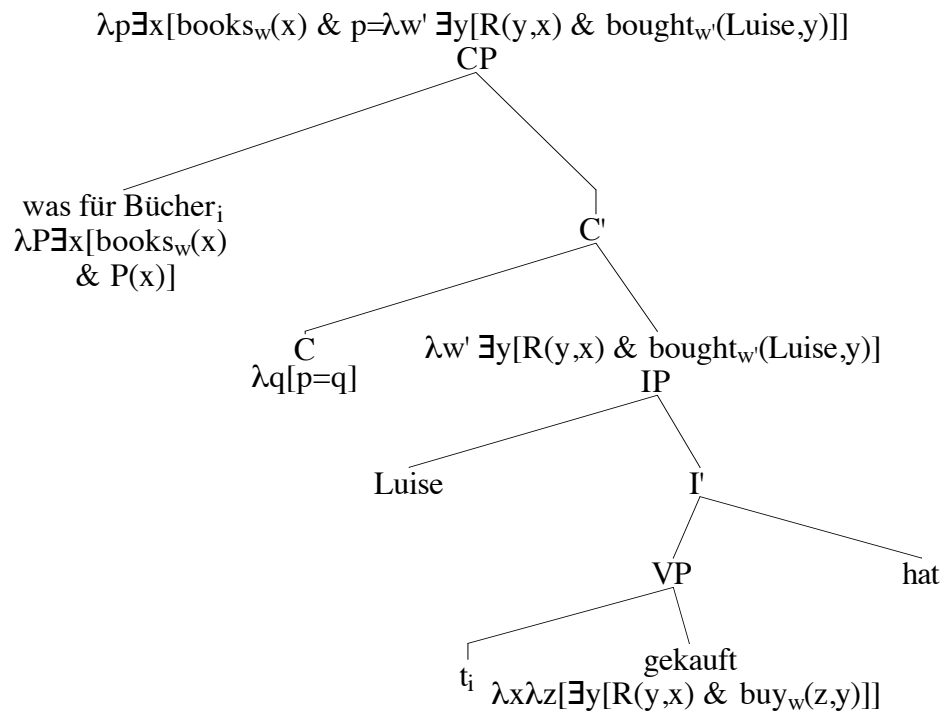 λp∃x[books_w(x) & p=λw' ∃y[R(y,x) & bought_w'(Luise,y)]]
CP
was für Bücher_i
λP∃x[books_w(x)
& P(x)]
C'
C
λq[p=q]
λw' ∃y[R(y,x) & bought_w'(Luise,y)]
IP
Luise
I'
VP
hat
t_i
gekauft
λxλz[∃y[R(y,x) & buy_w(z,y)]]